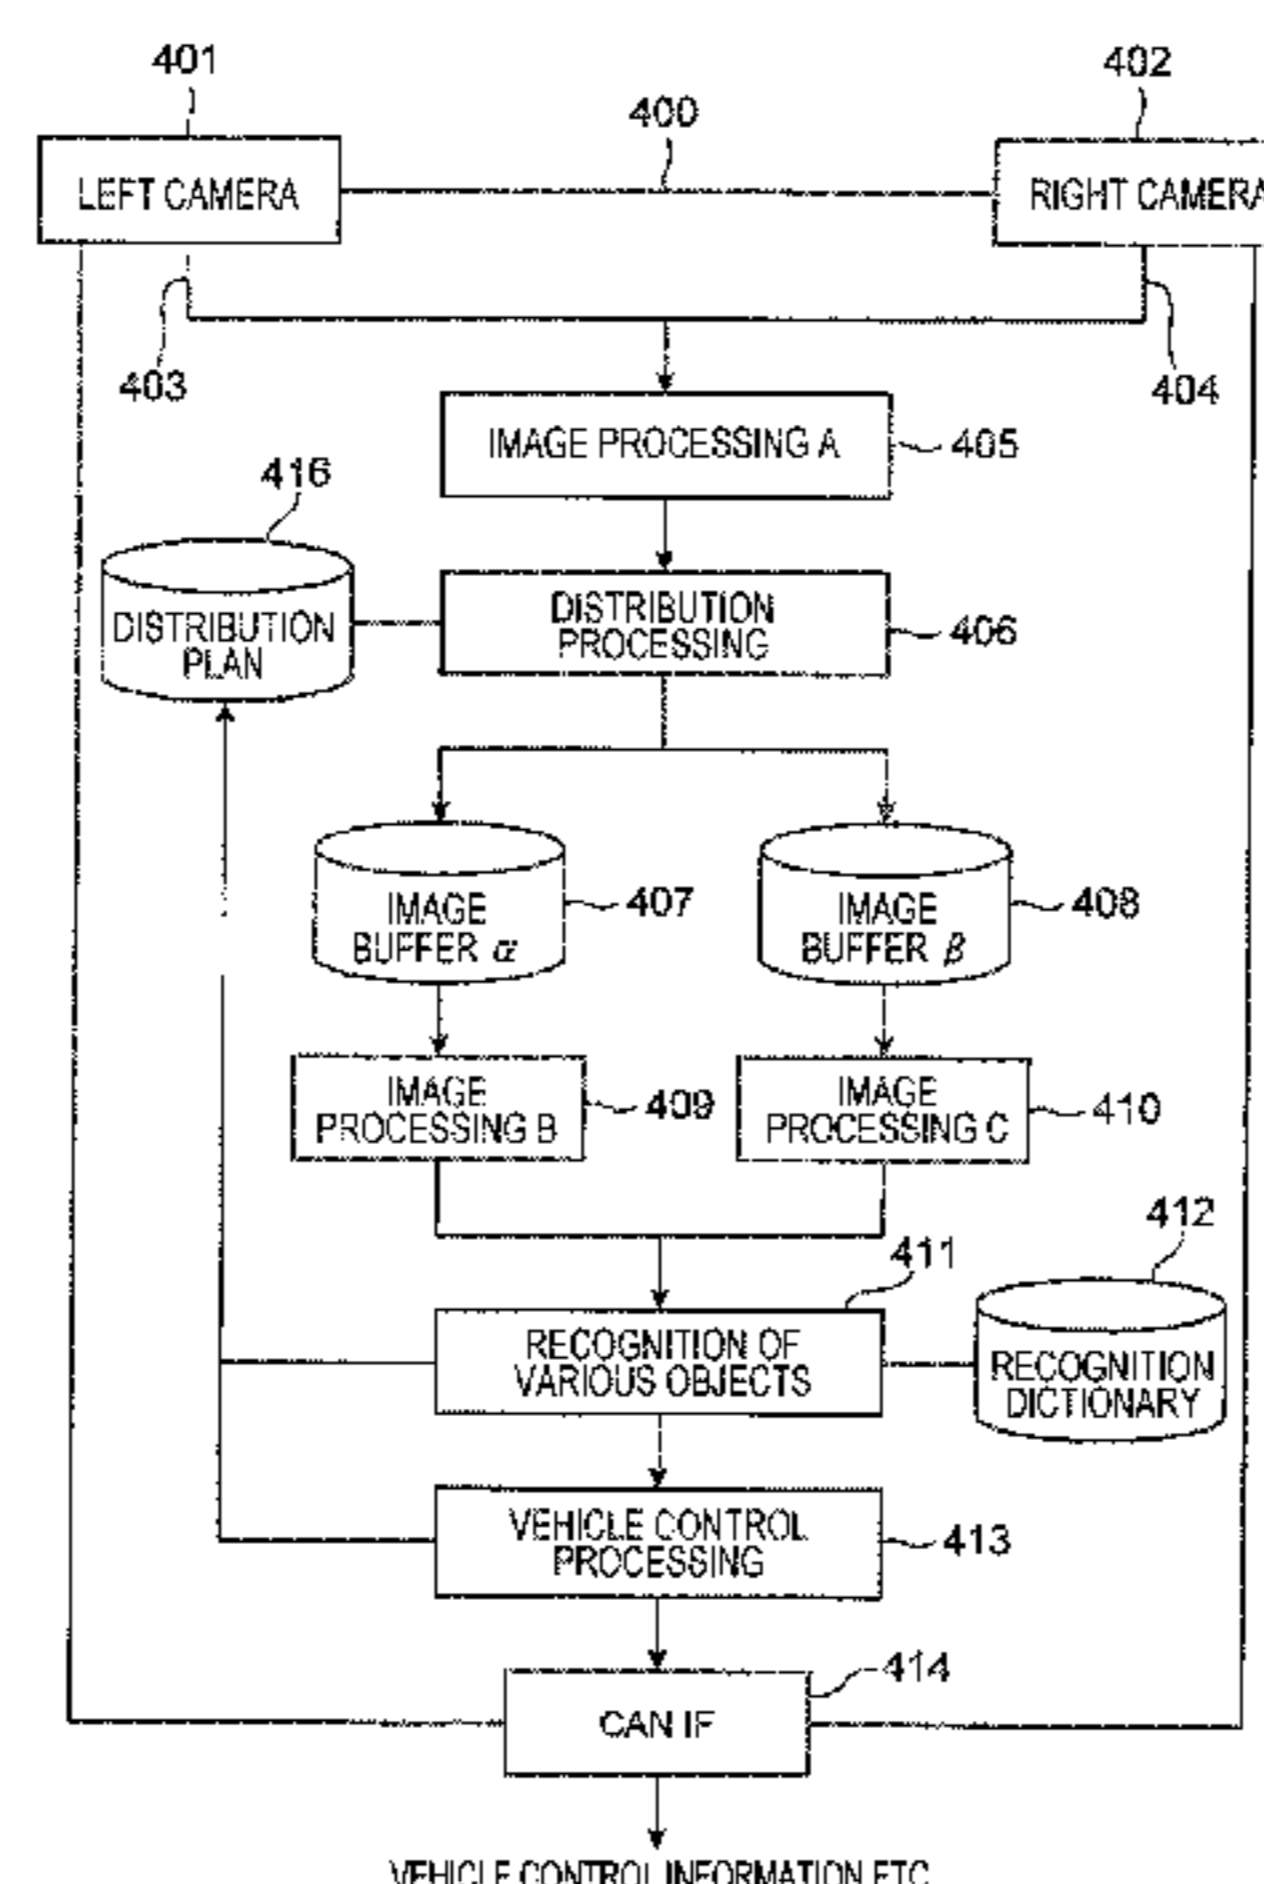 401
402
400
LEFT CAMERA
RIGHT CAMERA
403
404
IMAGE PROCESSING A
405
416
DISTRIBUTION
PLAN
DISTRIBUTION
PROCESSING
406
IMAGE
BUFFER α
407
IMAGE
BUFFER β
408
IMAGE
PROCESSING B
409
IMAGE
PROCESSING C
410
412
411
RECOGNITION OF
VARIOUS OBJECTS
RECOGNITION
DICTIONARY
VEHICLE CONTROL
PROCESSING
413
414
CAN IF
VEHICLE CONTROL INFORMATION ETC